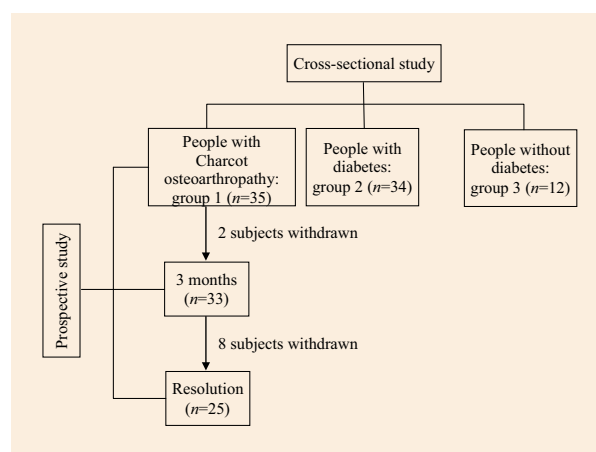 Cross-sectional study
People with
Charcot
osteoarthropathy:
group 1 (n=35)
People with
diabetes:
group 2 (n=34)
People without
diabetes:
group 3 (n=12)
2 subjects withdrawn
Prospective study
3 months
(n=33)
8 subjects withdrawn
Resolution
(n=25)